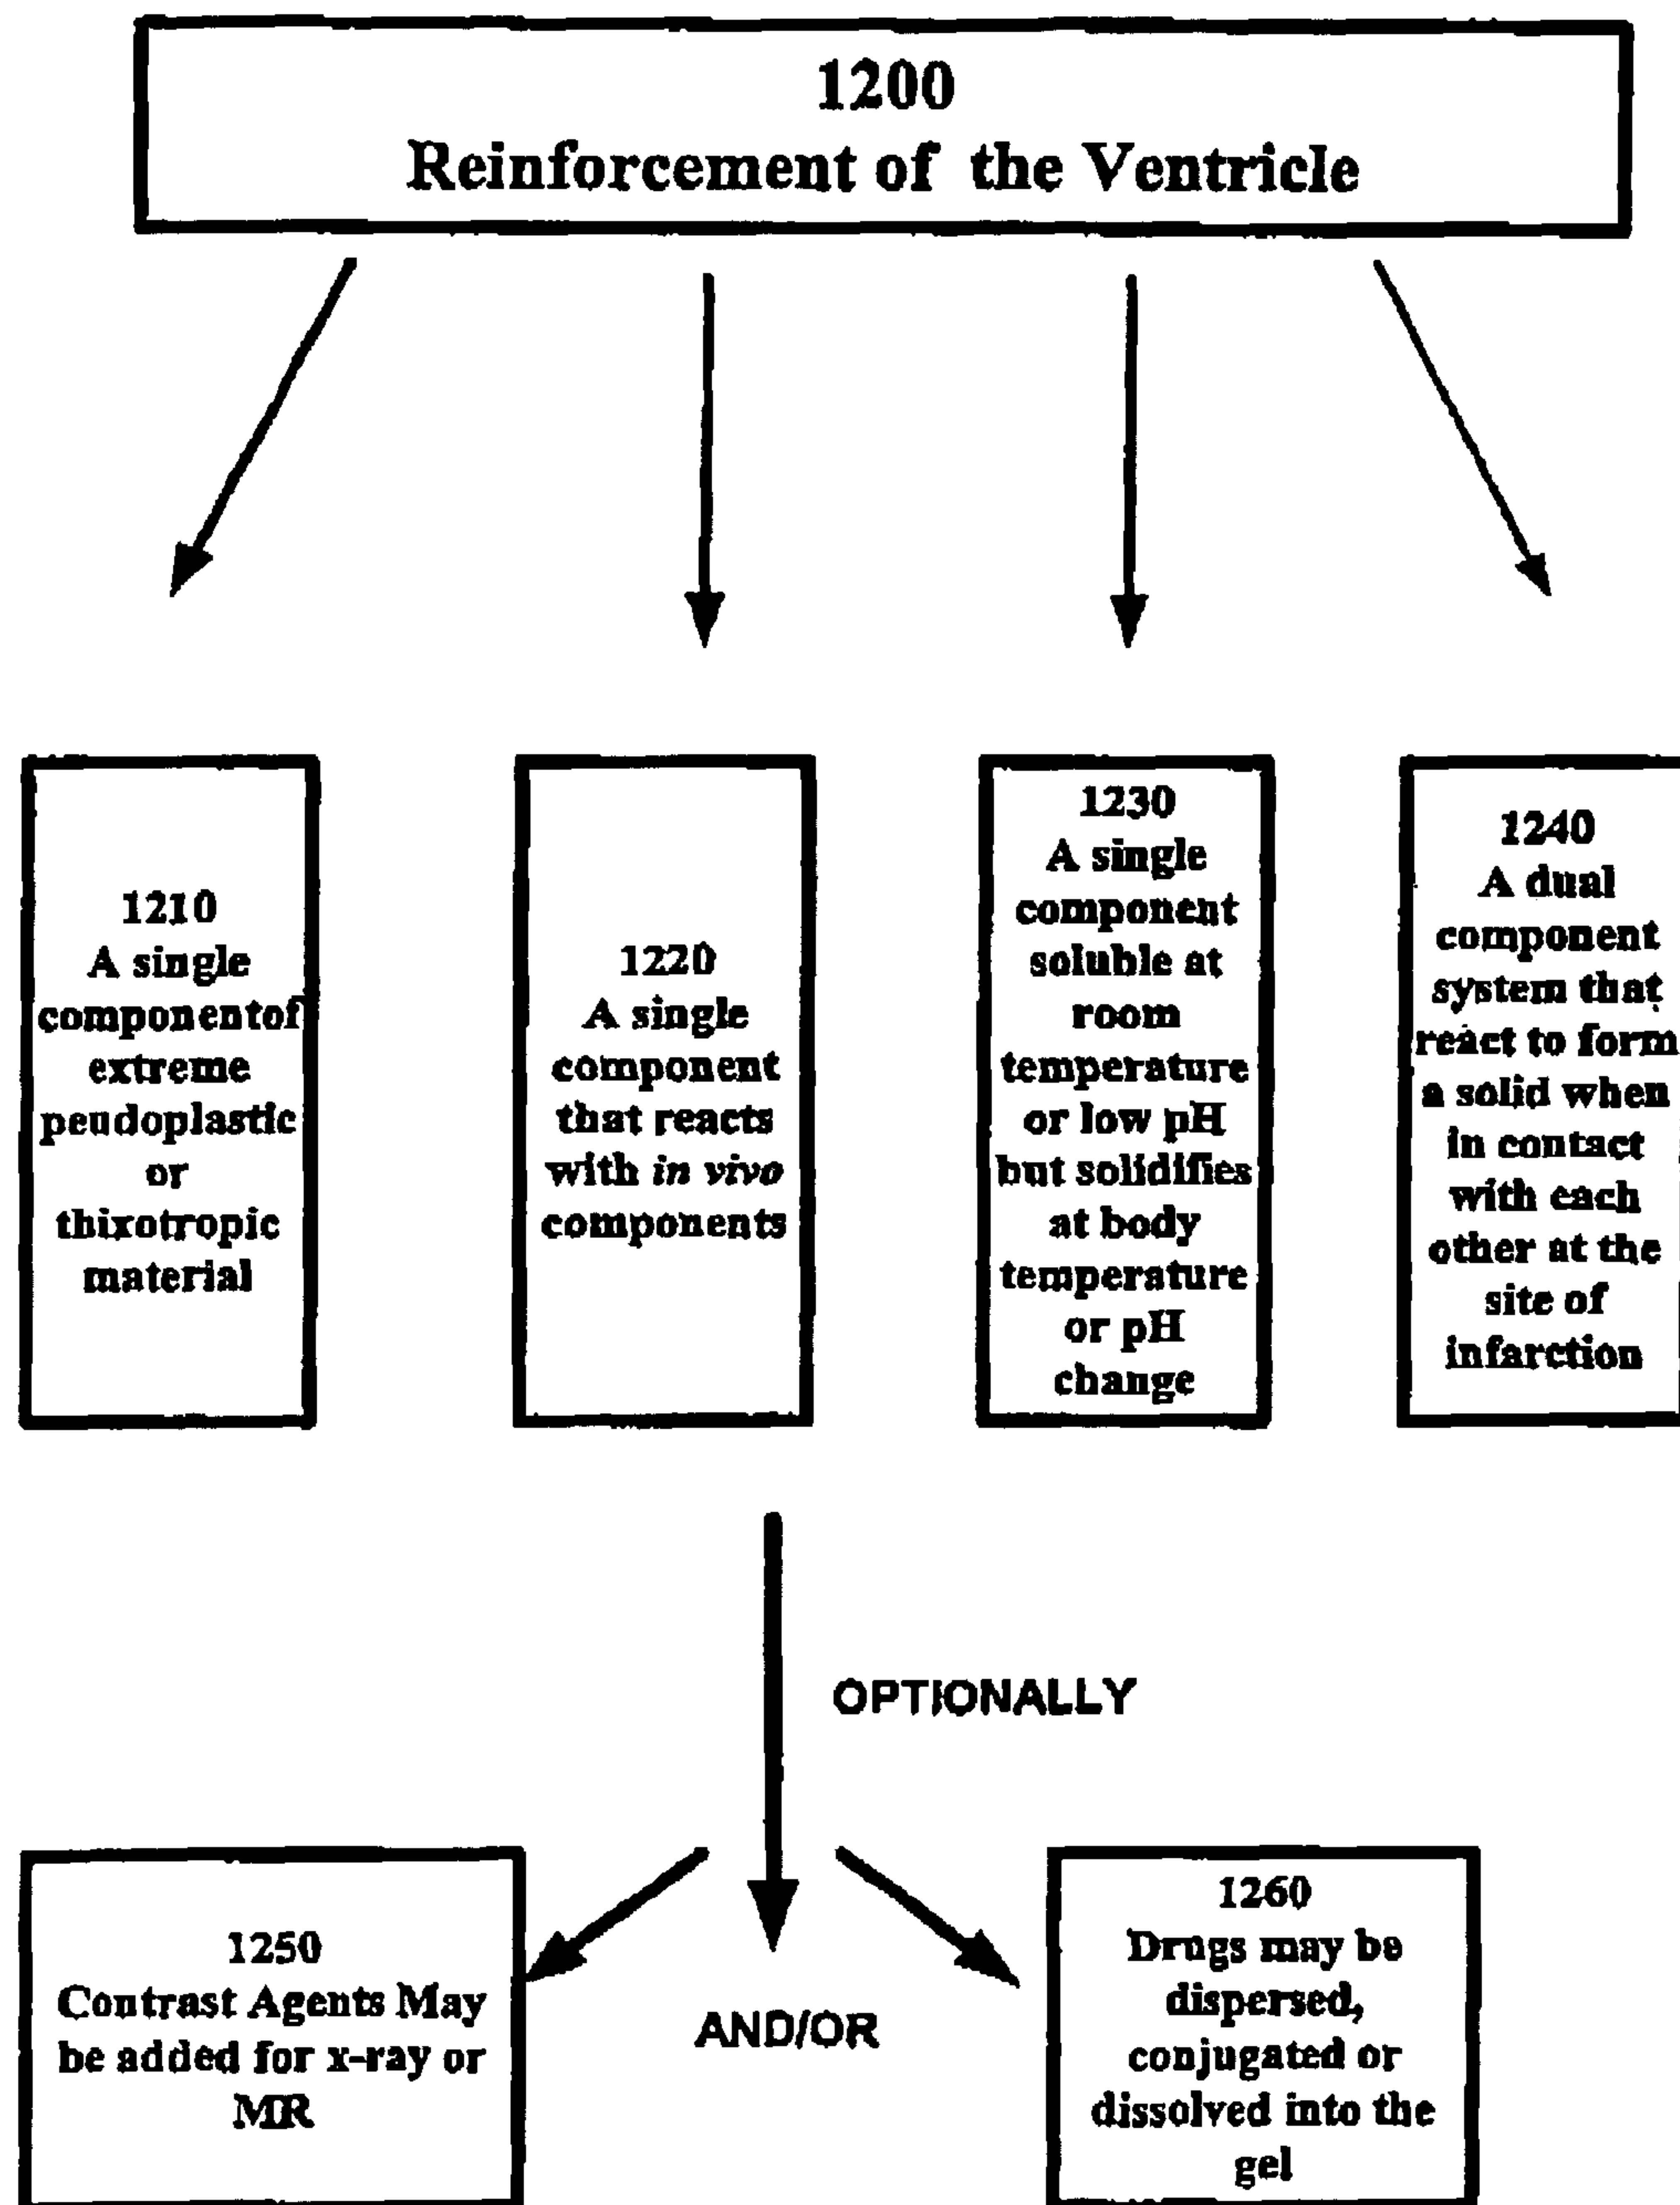 1200
Reinforcement of the Ventricle
1210
A single
componentof
extreme
peudoplastic
or
thixotropic
material
1220
A single
component
that reacts
with in vivo
components
1230
A single
component
soluble at
room
temperature
or low pH
but solidifies
at body
temperature
or pH
change
1240
A dual
component
system that
react to form
a solid when
in contact
with each
other at the
site of
infarction
OPTIONALLY
1250
Contrast Agents May
be added for x-ray or
MR
AND/OR
1260
Drugs may be
dispersed,
conjugated or
dissolved into the
gel